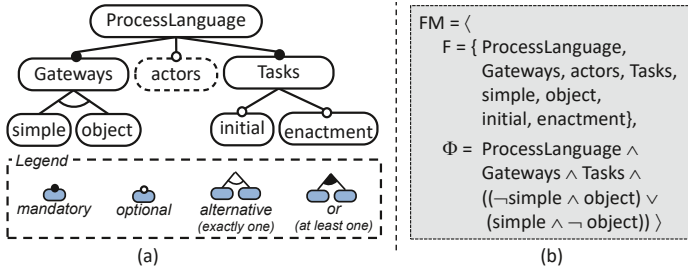 ProcessLanguage
Gateways
actors
Tasks
simple
object
initial
enactment
Legend
mandatory
optional
alternative
(exactly one)
or
(at least one)
(a)
FM = ⟨
F = { ProcessLanguage,
Gateways, actors, Tasks,
simple, object,
initial, enactment},
Φ = ProcessLanguage ∧
Gateways ∧ Tasks ∧
((¬simple ∧ object) ∨
(simple ∧ ¬ object)) ⟩
(b)